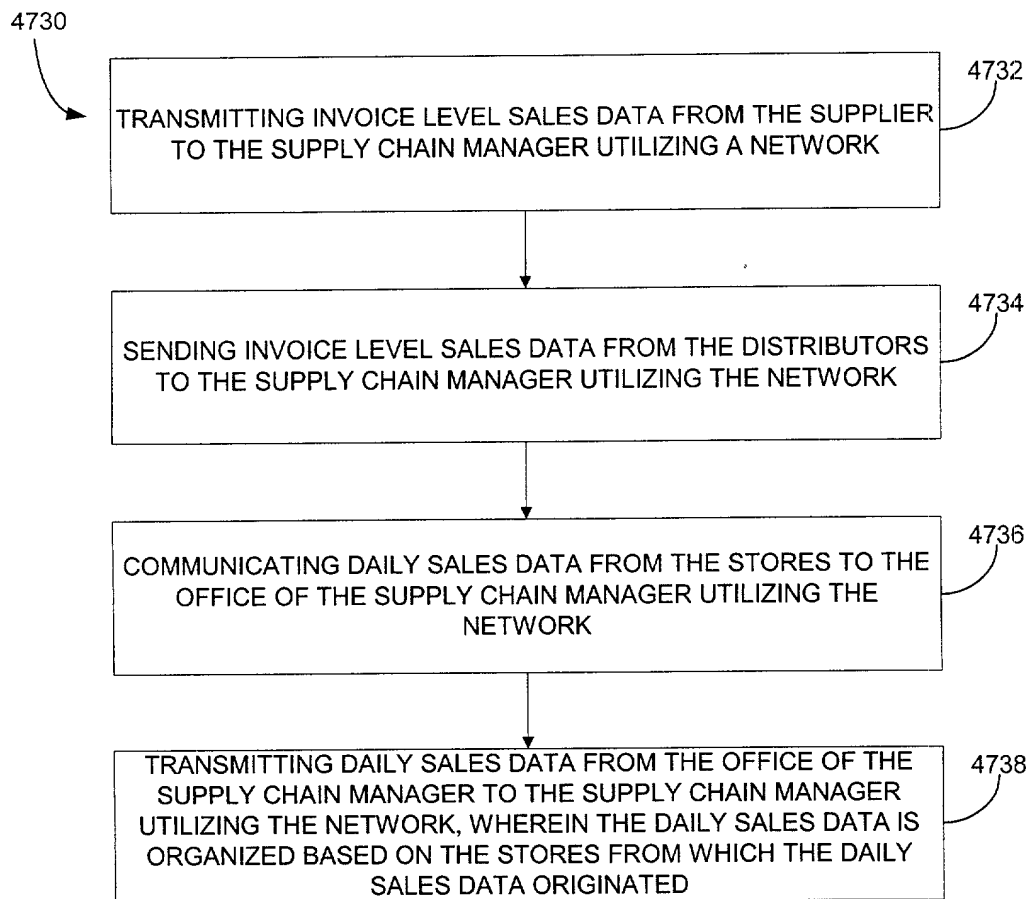 4730
4732
TRANSMITTING INVOICE LEVEL SALES DATA FROM THE SUPPLIER
TO THE SUPPLY CHAIN MANAGER UTILIZING A NETWORK
4734
SENDING INVOICE LEVEL SALES DATA FROM THE DISTRIBUTORS
TO THE SUPPLY CHAIN MANAGER UTILIZING THE NETWORK
4736
COMMUNICATING DAILY SALES DATA FROM THE STORES TO THE
OFFICE OF THE SUPPLY CHAIN MANAGER UTILIZING THE
NETWORK
4738
TRANSMITTING DAILY SALES DATA FROM THE OFFICE OF THE
SUPPLY CHAIN MANAGER TO THE SUPPLY CHAIN MANAGER
UTILIZING THE NETWORK, WHEREIN THE DAILY SALES DATA IS
ORGANIZED BASED ON THE STORES FROM WHICH THE DAILY
SALES DATA ORIGINATED